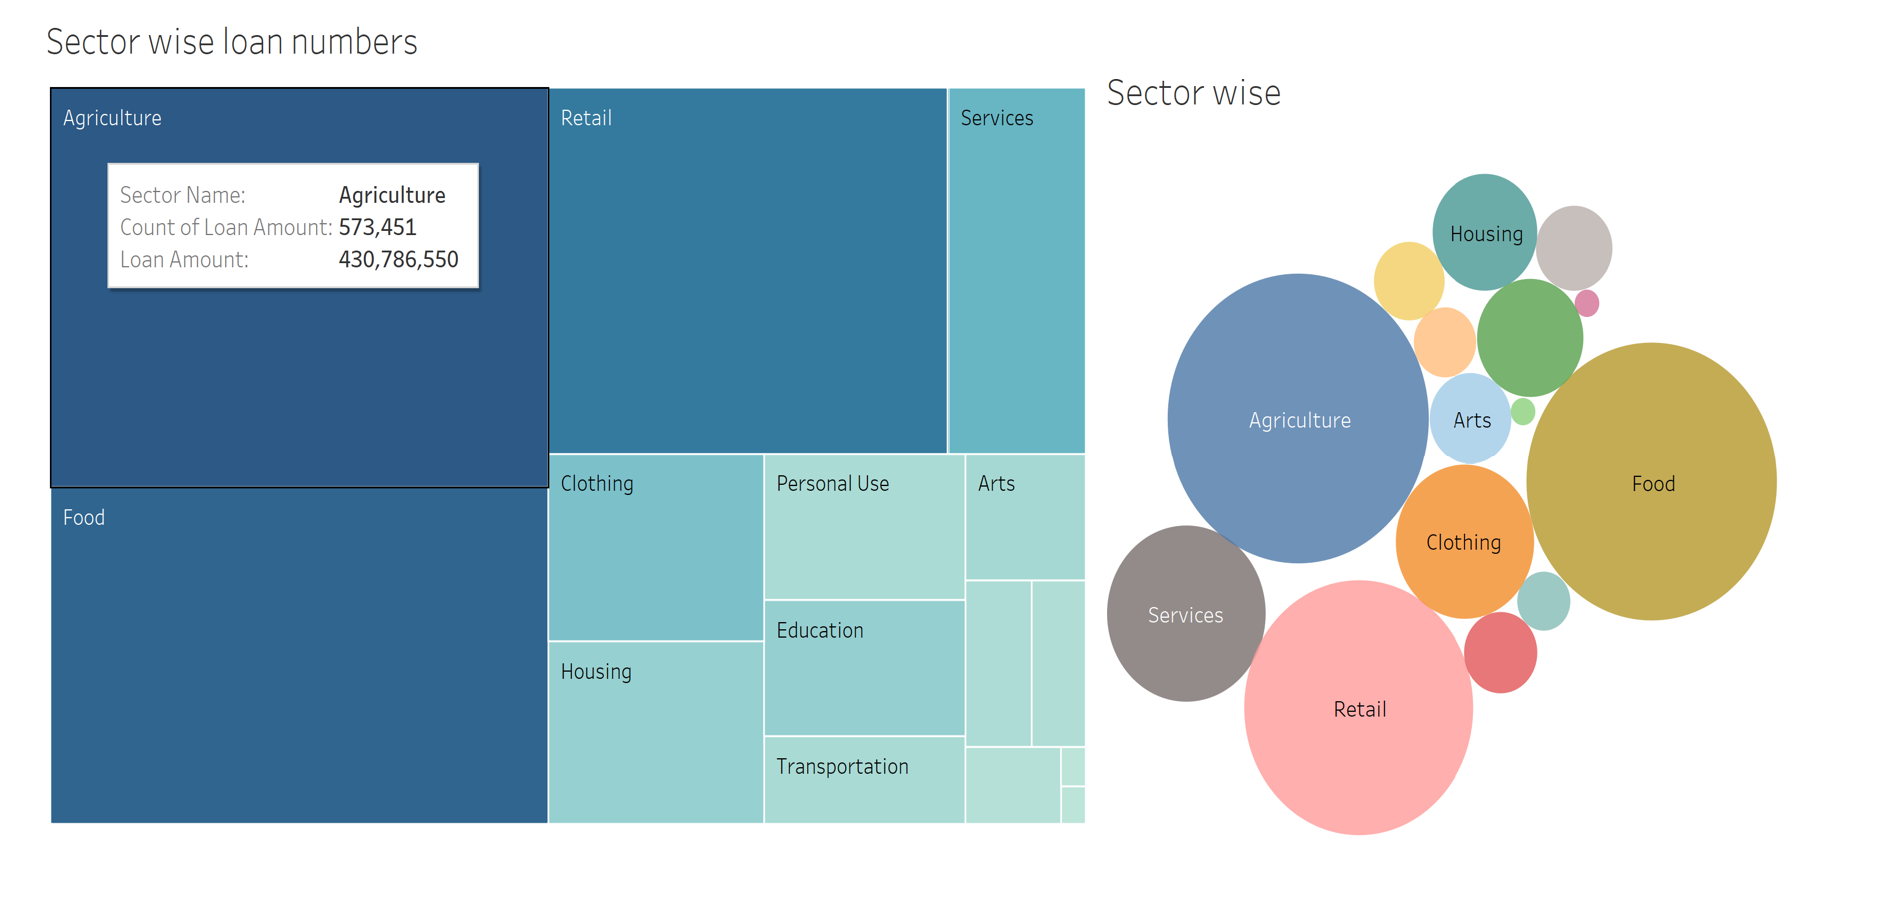 Sector wise loan numbers
Agriculture
Sector Name: Agriculture
Count of Loan Amount: 573,451
Loan Amount: 430,786,550
Food
Retail
Services
Clothing
Housing
Personal Use
Education
Transportation
Arts
Sector wise
Housing
Agriculture
Arts
Food
Clothing
Services
Retail